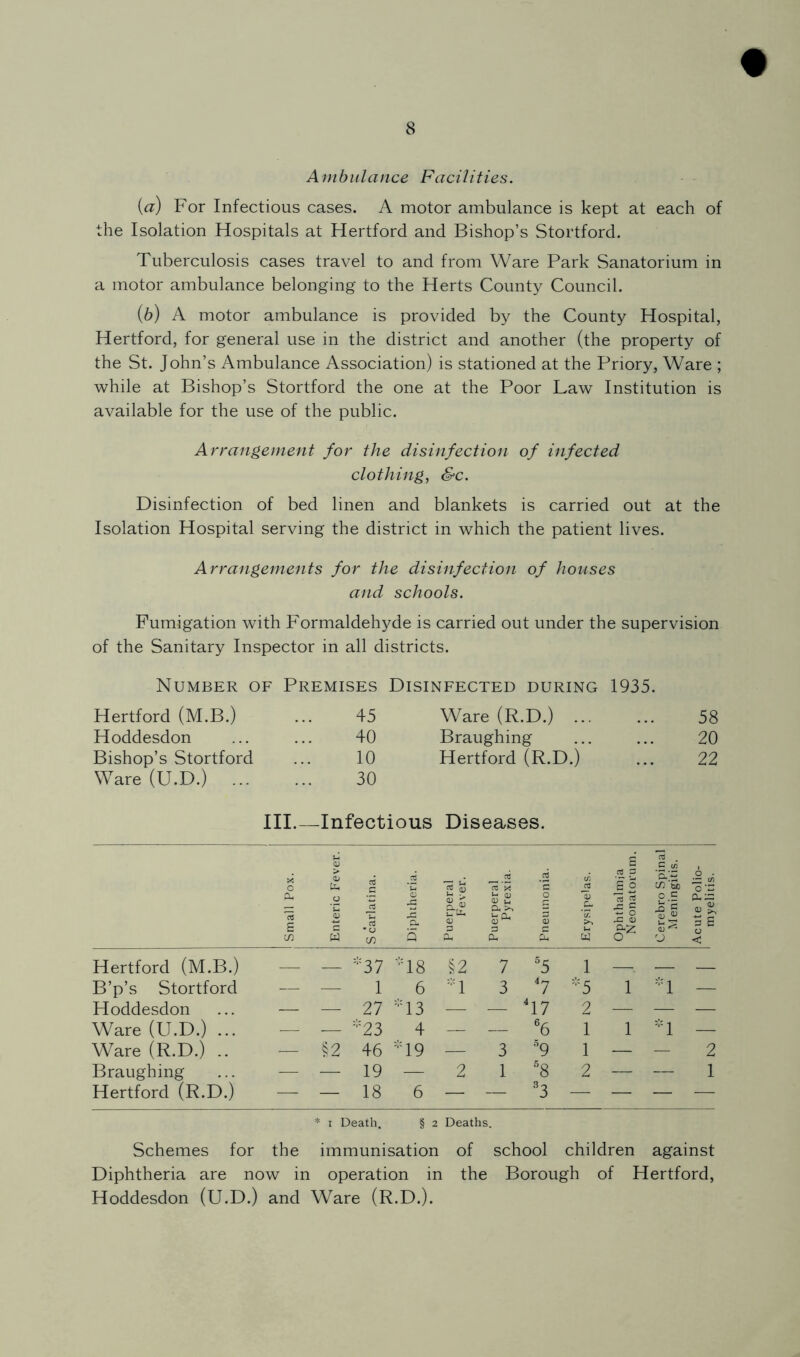 8
Ambulance Facilities.
(a) For Infectious cases. A motor ambulance is kept at each of
the Isolation Hospitals at Hertford and Bishop's Stortford.
Tuberculosis cases travel to and from Ware Park Sanatorium in
a motor ambulance belonging to the Herts County Council.
(b) A motor ambulance is provided by the County Hospital,
Hertford, for general use in the district and another (the property of
the St. John's Ambulance Association) is stationed at the Priory, Ware ;
while at Bishop's Stortford the one at the Poor Law Institution is
available for the use of the public.
Arrangement for the disinfection of infected
clothing, &c.
Disinfection of bed linen and blankets is carried out at the
Isolation Hospital serving the district in which the patient lives.
Arrangements for the disinfection of houses
and schools.
Fumigation with Formaldehyde is carried out under the supervision
of the Sanitary Inspector in all districts.
Number of Premises Disinfected during 1935.
Hertford (M.B.) ... 45 Ware (R.D.) ... ... 58
Hoddesdon ... ... 40 Braughing ... ... 20
Bishop's Stortford ... 10 Hertford (R.D.) ... 22
Ware (U.D.) ... ... 30
III.—Infectious Diseases.
Small Pox. Enteric Fever. Scarlatina. Diphtheria. Puerperal Fever. Puerperal Pyrexia. Pneumonia. Erysipelas. Ophthalmia Neonatorum. Cerebro Spinal Memingitis. Acute Polio-myelitis.
Hertford (M.B.) — — *37 *18 §2 7 ⁵5 1 — — —
B'p's Stortford — — 1 6 *1 3 ⁴7 *5 1 *1 —
Hoddesdon ... — — 27 *13 — — ⁴17 2 — — —
Ware (U.D.) ... — — *23 4 — — ⁶6 1 1 *1 —
Ware (R.D.) .. — §2 46 *19 — 3 ⁵9 1 — — 2
Braughing ... — — 19 — 2 1 ⁵8 2 — — 1
Hertford (R.D.) — — 18 6 — — ³3 — — — —
* 1 Death. § 2 Deaths.
Schemes for the immunisation of school children against
Diphtheria are now in operation in the Borough of Hertford,
Hoddesdon (U.D.) and Ware (R.D.).